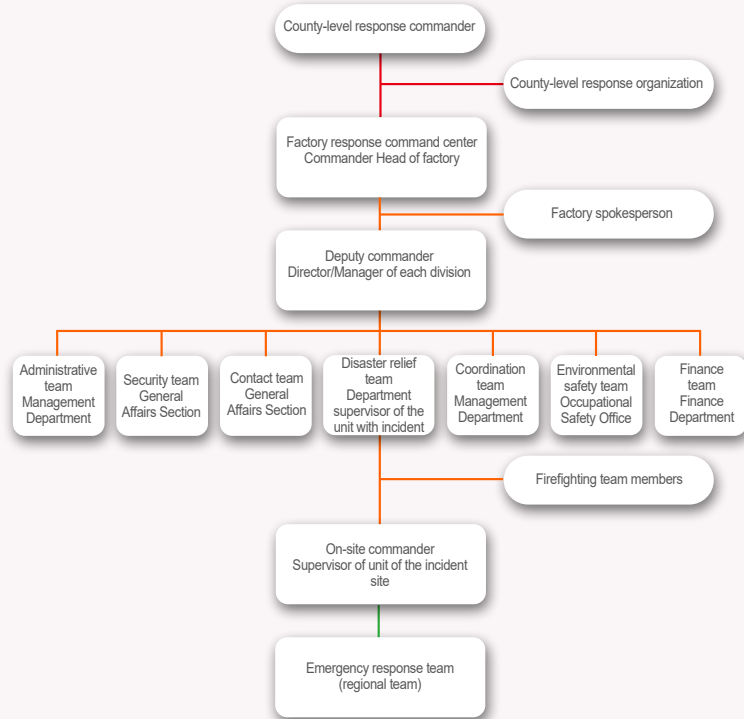 County-level response commander
County-level response organization
Factory response command center
Commander Head of factory
Factory spokesperson
Deputy commander
Director/Manager of each division
Administrative
team
Management
Department
Security team
General
Affairs Section
Contact team
General
Affairs Section
Disaster relief
team
Department
supervisor of the
unit with incident
Coordination
team
Management
Department
Environmental
safety team
Occupational
Safety Office
Finance
team
Finance
Department
Firefighting team members
On-site commander
Supervisor of unit of the incident
site
Emergency response team
(regional team)